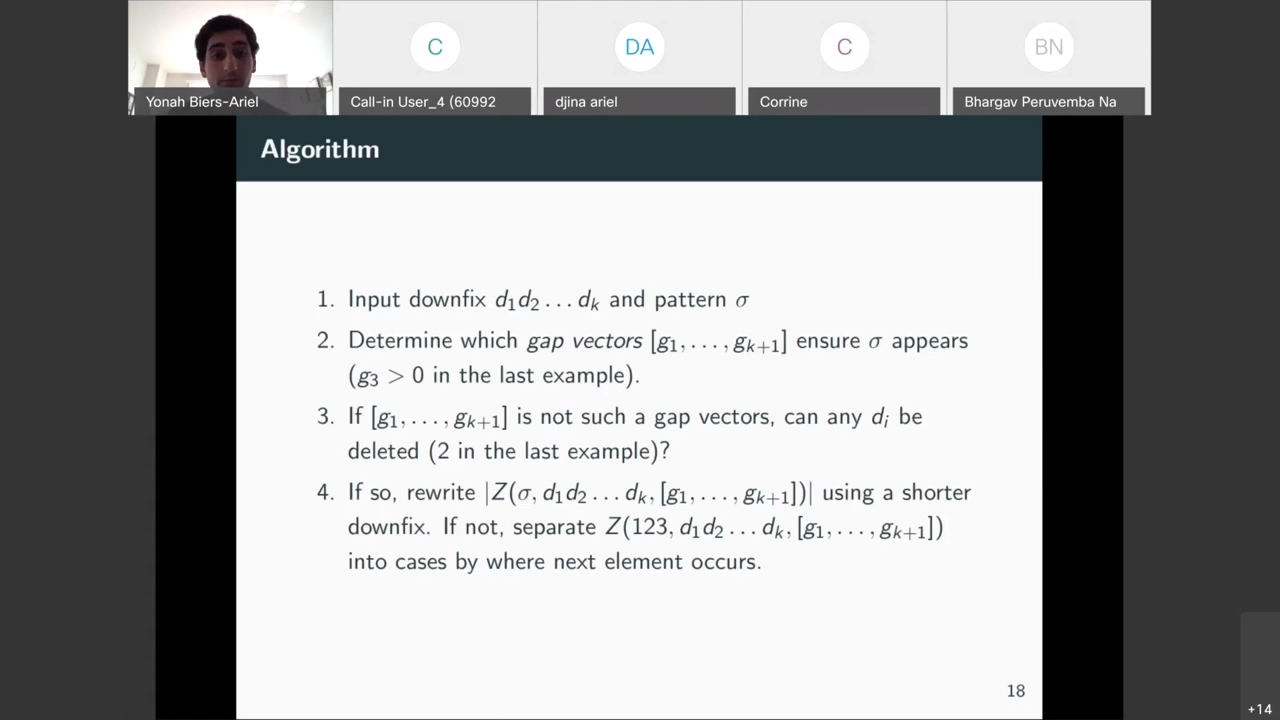 C
DA
C
BN
Yonah Biers-Ariel
Call-in User_4 (60992
djina ariel
Corrine
Bhargav Peruvemba Na
Algorithm
1. Input downfix d₁d₂ . . . dₖ and pattern σ
2. Determine which gap vectors [g₁, . . . , gₖ₊₁] ensure σ appears
(g₃ > 0 in the last example).
3. If [g₁, . . . , gₖ₊₁] is not such a gap vectors, can any dᵢ be
deleted (2 in the last example)?
4. If so, rewrite |Z(σ, d₁d₂ . . . dₖ, [g₁, . . . , gₖ₊₁])| using a shorter
downfix. If not, separate Z(123, d₁d₂ . . . dₖ, [g₁, . . . , gₖ₊₁])
into cases by where next element occurs.
18
+14